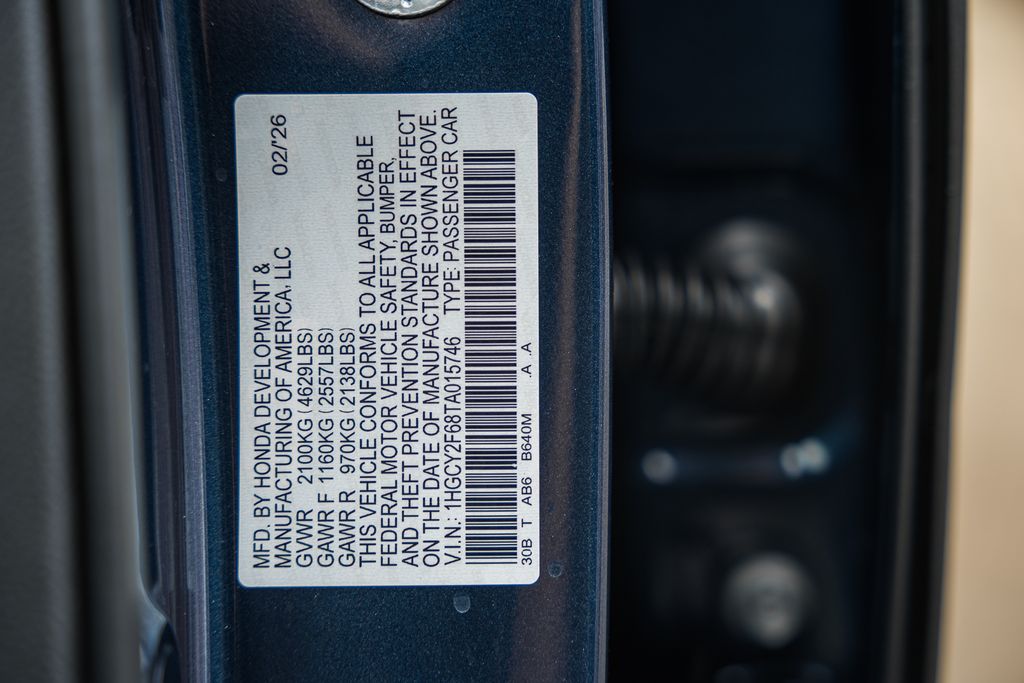 MFD. BY HONDA DEVELOPMENT & 02/'26
MANUFACTURING OF AMERICA, LLC
GVWR 2100KG (4629LBS)
GAWR F 1160KG (2557LBS)
GAWR R 970KG (2138LBS)
THIS VEHICLE CONFORMS TO ALL APPLICABLE
FEDERAL MOTOR VEHICLE SAFETY, BUMPER,
AND THEFT PREVENTION STANDARDS IN EFFECT
ON THE DATE OF MANUFACTURE SHOWN ABOVE.
V.I.N.: 1HGCY2F68TA015746 TYPE: PASSENGER CAR
30B T AB6 B640M .A .A